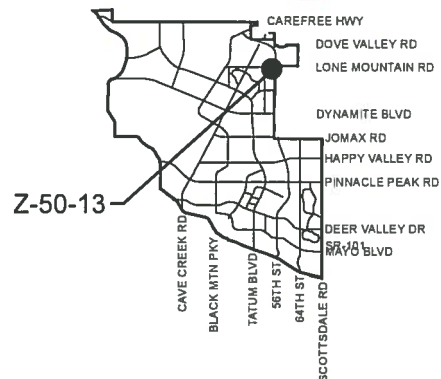 CAREFREE HWY
DOVE VALLEY RD
LONE MOUNTAIN RD
DYNAMITE BLVD
JOMAX RD
HAPPY VALLEY RD
PINNACLE PEAK RD
Z-50-13
DEER VALLEY DR
SR-101
MAYO BLVD
CAVE CREEK RD
BLACK MTN PKY
TATUM BLVD
56TH ST
64TH ST
SCOTTSDALE RD